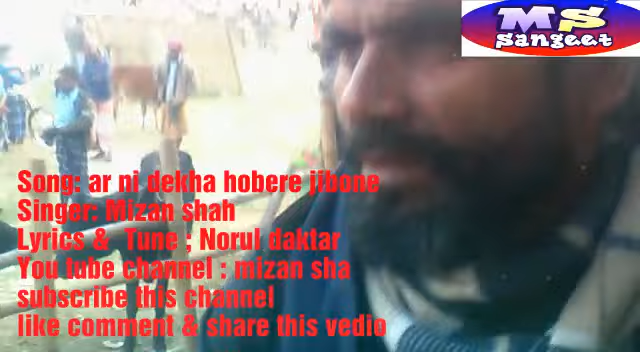 MS
Sangeet
Song: ar ni dekha hobere jibone
Singer: Mizan shah
Lyrics & Tune ; Norul daktar
You tube channel : mizan sha
subscribe this channel
like comment & share this vedio